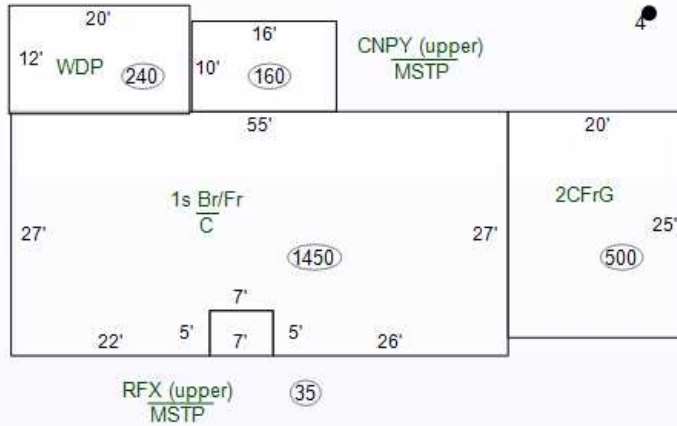 20'
12'
WDP
240
16'
10'
160
CNPY (upper)
MSTP
4
55'
27'
1s Br/Fr
C
1450
27'
20'
2CFrG
25'
500
7'
22'
5'
7'
5'
26'
RFX (upper)
MSTP
35